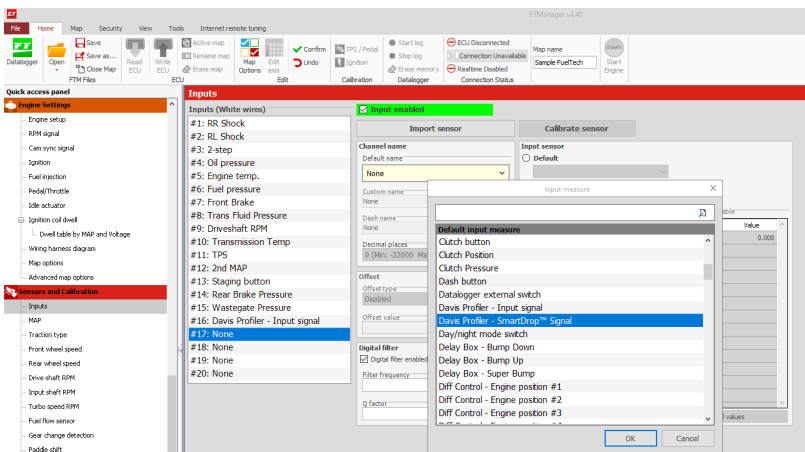 FTManager v4.40
File Home Map Security View Tools Internet remote tuning
FT
Datalogger
Open
Save
Save as...
Close Map
FTM Files
Read ECU
Write ECU
Active map
Rename map
Erase map
ECU
Map Options
Edit axis
Confirm
Undo
Edit
TPS / Pedal
Ignition
Calibration
Start log
Stop log
Erase memory
Datalogger
ECU Disconnected
Connection Unavailable
Realtime Disabled
Connection Status
Map name
Sample FuelTech
START
Start Engine
Quick access panel
Engine Settings
Engine setup
RPM signal
Cam sync signal
Ignition
Fuel injection
Pedal/Throttle
Idle actuator
Ignition coil dwell
Dwell table by MAP and Voltage
Wiring harness diagram
Map options
Advanced map options
Sensors and Calibration
Inputs
MAP
Traction type
Front wheel speed
Rear wheel speed
Drive shaft RPM
Input shaft RPM
Turbo speed RPM
Fuel flow sensor
Gear change detection
Paddle shift
Inputs
Inputs (White wires)
#1: RR Shock
#2: RL Shock
#3: 2-step
#4: Oil pressure
#5: Engine temp.
#6: Fuel pressure
#7: Front Brake
#8: Trans Fluid Pressure
#9: Driveshaft RPM
#10: Transmission Temp
#11: TPS
#12: 2nd MAP
#13: Staging button
#14: Rear Brake Pressure
#15: Wastegate Pressure
#16: Davis Profiler - Input signal
#17: None
#18: None
#19: None
#20: None
Input enabled
Import sensor
Calibrate sensor
Channel name
Default name
None
Custom name
None
Dash name
None
Decimal places
0 (Min: -32000 Ma
Offset
Offset type
Disabled
Offset value
Digital filter
Digital filter enabled
Filter frequency
Q factor
Input sensor
Default
able
Value
0.000
values
Input measure
Default input measure
Clutch button
Clutch Position
Clutch Pressure
Dash button
Datalogger external switch
Davis Profiler - Input signal
Davis Profiler - SmartDrop™ Signal
Day/night mode switch
Delay Box - Bump Down
Delay Box - Bump Up
Delay Box - Super Bump
Diff Control - Engine position #1
Diff Control - Engine position #2
Diff Control - Engine position #3
OK
Cancel